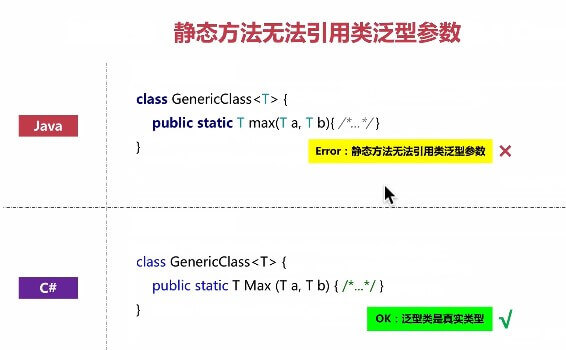 静态方法无法引用类泛型参数
Java
class GenericClass<T> {
public static T max(T a, T b){ /*...*/ }
}
Error：静态方法无法引用类泛型参数 ×
C#
class GenericClass<T> {
public static T Max (T a, T b) { /*...*/ }
}
OK：泛型类是真实类型 √